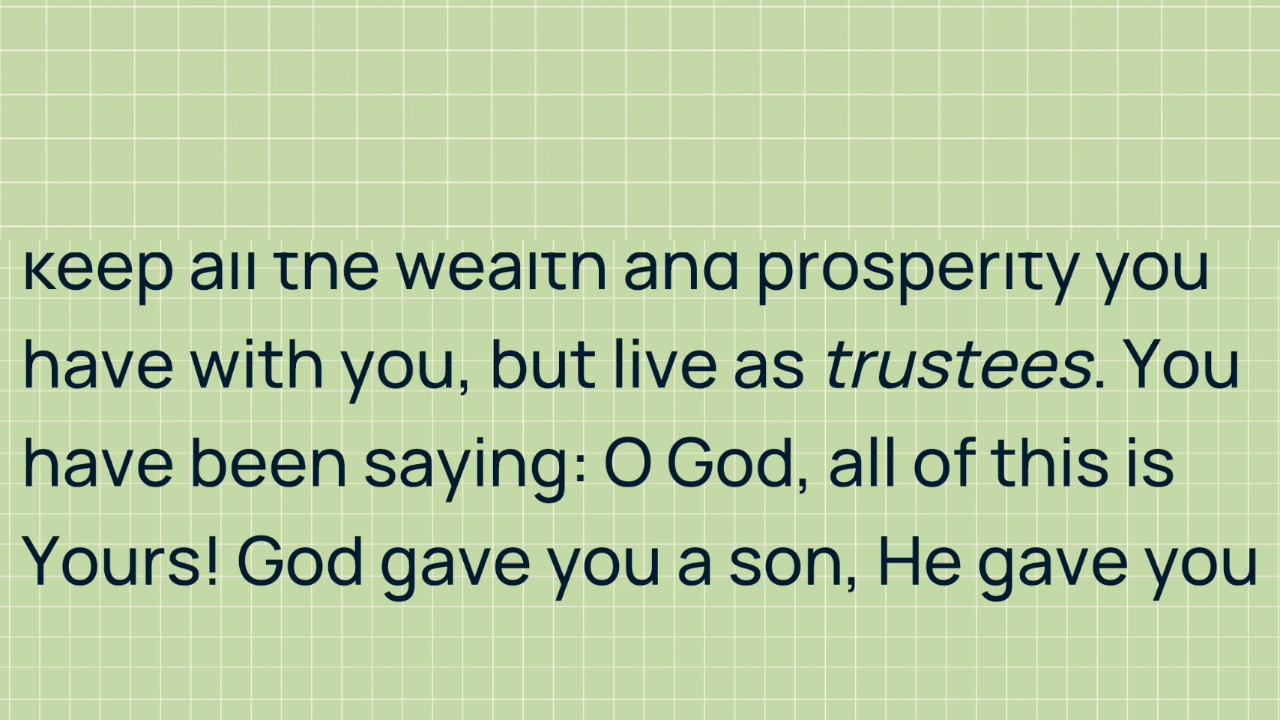 keep all the wealth and prosperity you
have with you, but live as trustees. You
have been saying: O God, all of this is
Yours! God gave you a son, He gave you